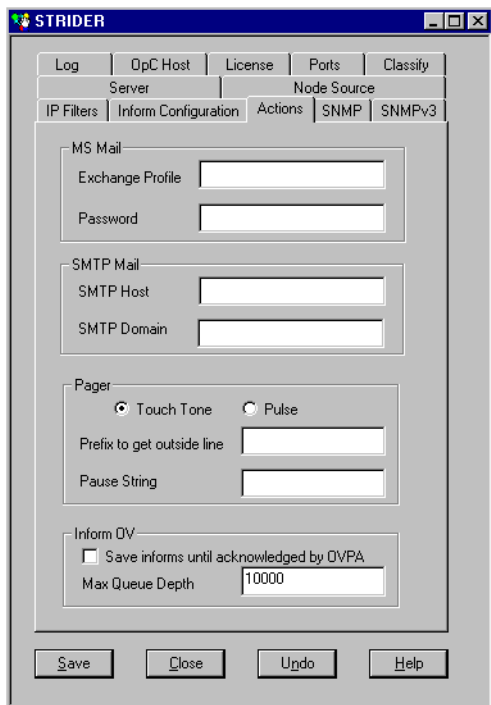 STRIDER
Log OpC Host License Ports Classify
Server Node Source
IP Filters Inform Configuration Actions SNMP SNMPv3
MS Mail
Exchange Profile
Password
SMTP Mail
SMTP Host
SMTP Domain
Pager
Touch Tone Pulse
Prefix to get outside line
Pause String
Inform OV
Save informs until acknowledged by OVPA
Max Queue Depth 10000
Save Close Undo Help